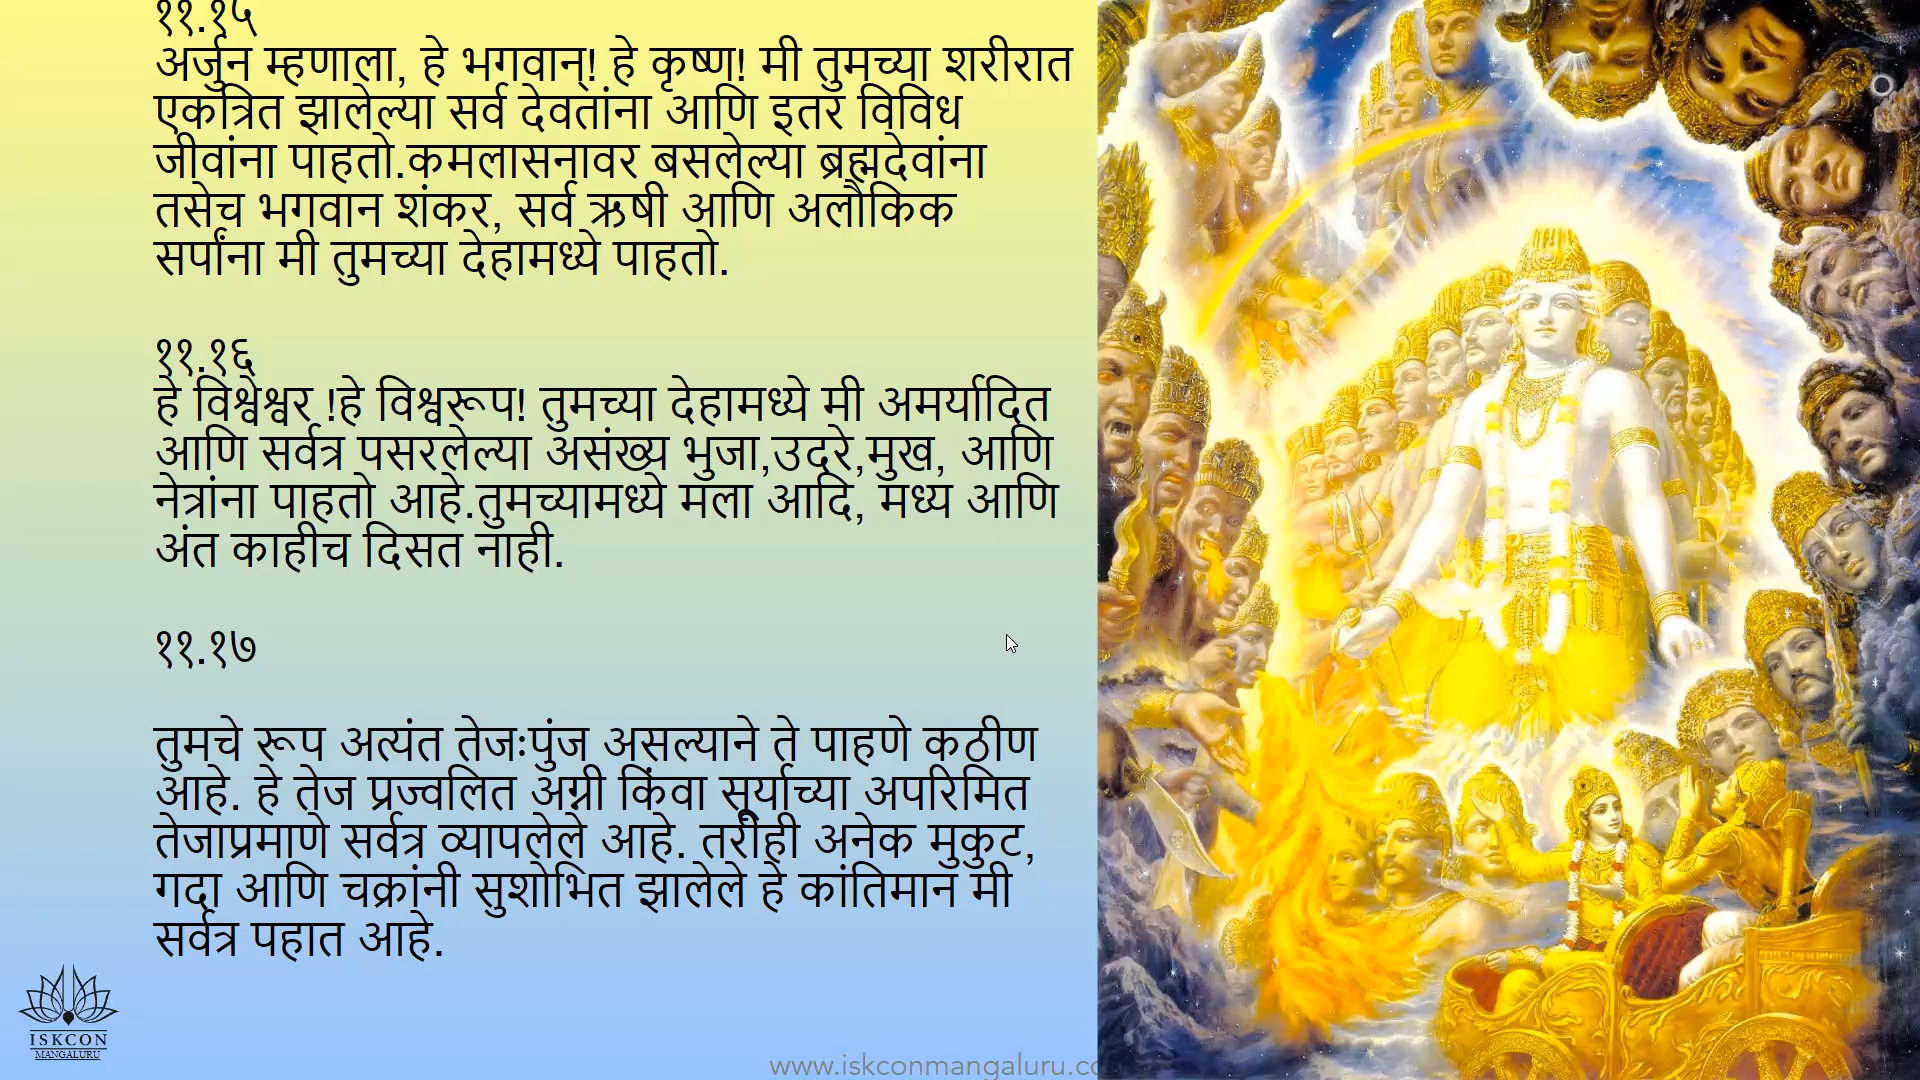 ११.१५
अर्जुन म्हणाला, हे भगवान्! हे कृष्ण! मी तुमच्या शरीरात
एकत्रित झालेल्या सर्व देवतांना आणि इतर विविध
जीवांना पाहतो.कमलासनावर बसलेल्या ब्रह्मदेवांना
तसेच भगवान शंकर, सर्व ऋषी आणि अलौकिक
सर्पांना मी तुमच्या देहामध्ये पाहतो.
११.१६
हे विश्वेश्वर !हे विश्वरूप! तुमच्या देहामध्ये मी अमर्यादित
आणि सर्वत्र पसरलेल्या असंख्य भुजा,उदरे,मुख, आणि
नेत्रांना पाहतो आहे.तुमच्यामध्ये मला आदि, मध्य आणि
अंत काहीच दिसत नाही.
११.१७
तुमचे रूप अत्यंत तेजःपुंज असल्याने ते पाहणे कठीण
आहे. हे तेज प्रज्वलित अग्नी किंवा सूर्याच्या अपरिमित
तेजाप्रमाणे सर्वत्र व्यापलेले आहे. तरीही अनेक मुकुट,
गदा आणि चक्रांनी सुशोभित झालेले हे कांतिमान मी
सर्वत्र पहात आहे.
ISKCON
MANGALURU
www.iskconmangaluru.cc